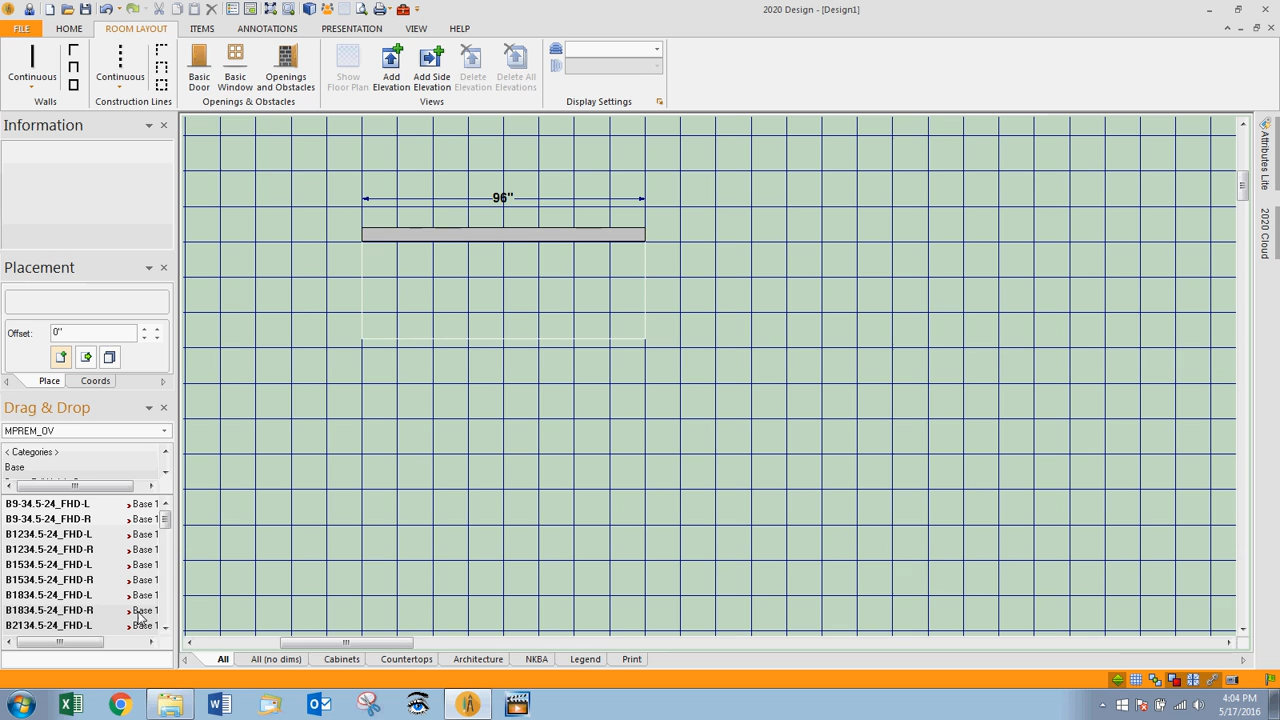 2020 Design - [Design1]
FILE HOME ROOM LAYOUT ITEMS ANNOTATIONS PRESENTATION VIEW HELP
Continuous Continuous Basic Door Basic Window Openings and Obstacles Show Floor Plan Add Elevation Add Side Elevation Delete Elevation Delete All Elevations
Walls Construction Lines Openings & Obstacles Views Display Settings
Information
Placement
Offset: 0"
Place Coords
Drag & Drop
MPREM_OV
< Categories >
Base
B9-34.5-24_FHD-L Base 1
B9-34.5-24_FHD-R Base 1
B1234.5-24_FHD-L Base 1
B1234.5-24_FHD-R Base 1
B1534.5-24_FHD-L Base 1
B1534.5-24_FHD-R Base 1
B1834.5-24_FHD-L Base 1
B1834.5-24_FHD-R Base 1
B2134.5-24_FHD-L Base 1
96"
Attributes Life
2020 Cloud
All All (no dims) Cabinets Countertops Architecture NKBA Legend Print
4:04 PM
5/17/2016